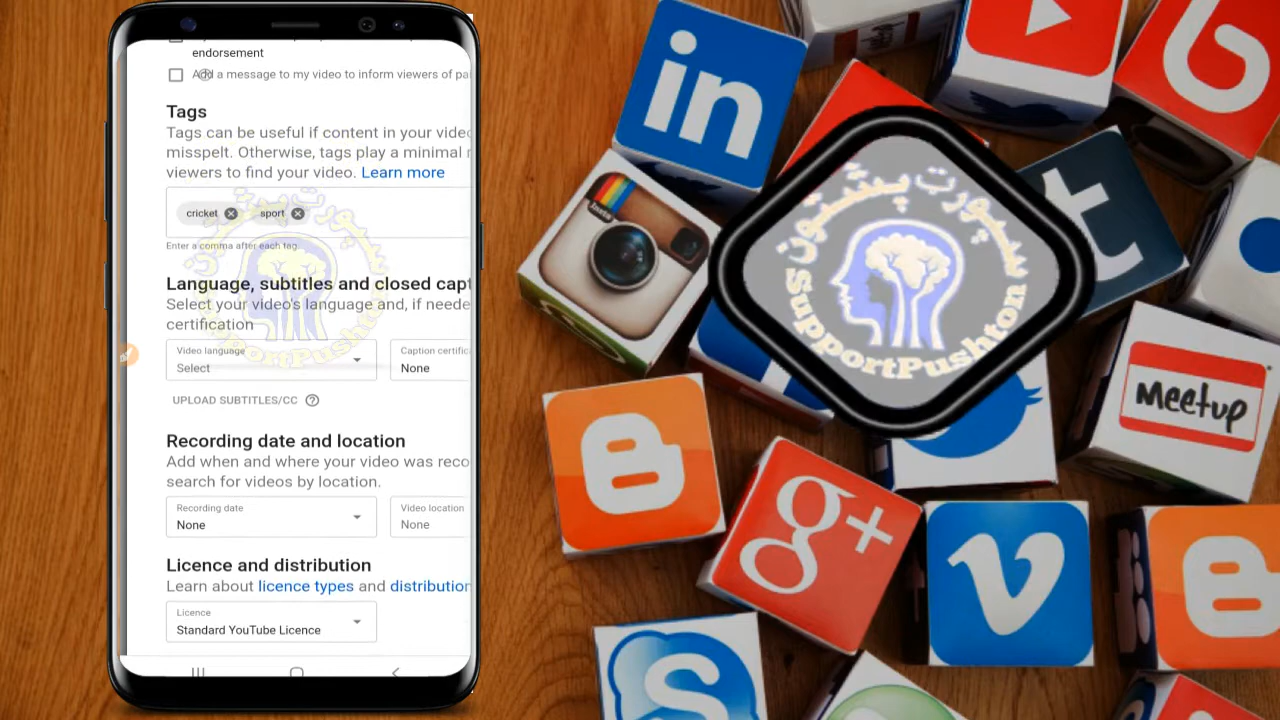 endorsement
Add a message to my video to inform viewers of pai
Tags
Tags can be useful if content in your videc
misspelt. Otherwise, tags play a minimal r
viewers to find your video. Learn more
cricket
sport
Enter a comma after each tag.
Language, subtitles and closed capt
Select your video's language and, if neede
certification
Video language
Select
Caption certific
None
UPLOAD SUBTITLES/CC
Recording date and location
Add when and where your video was reco
search for videos by location.
Recording date
None
Video location
None
Licence and distribution
Learn about licence types and distribution
Licence
Standard YouTube Licence
in
Insta
سپورټ پښتون
SupportPushton
t
Meetup
g+